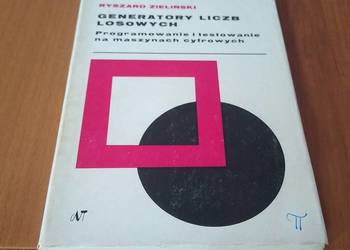 RYSZARD ZIELIŃSKI
GENERATORY LICZB
LOSOWYCH
Programowanie i testowanie
na maszynach cyfrowych